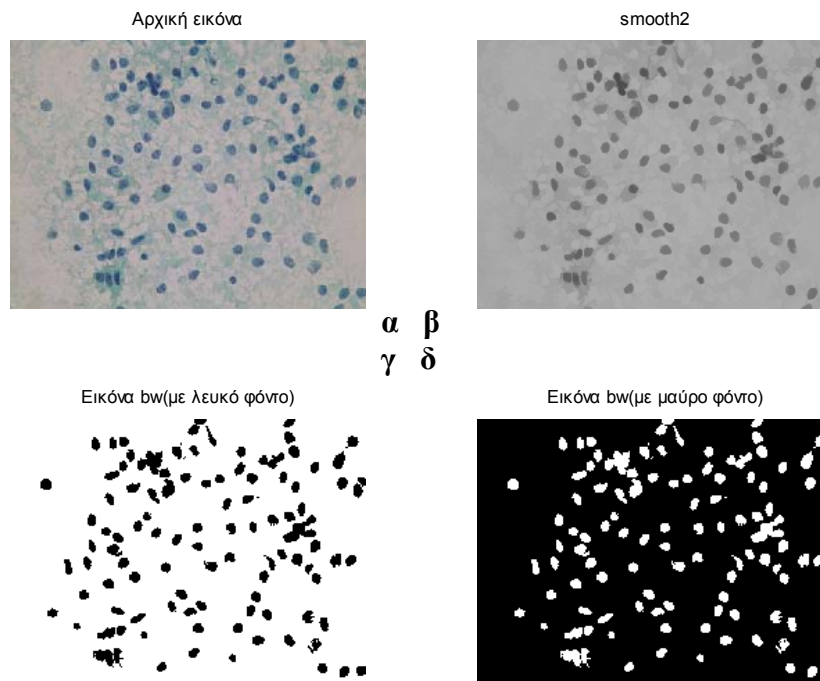 Αρχική εικόνα
smooth2
α β
γ δ
Εικόνα bw(με λευκό φόντο)
Εικόνα bw(με μαύρο φόντο)